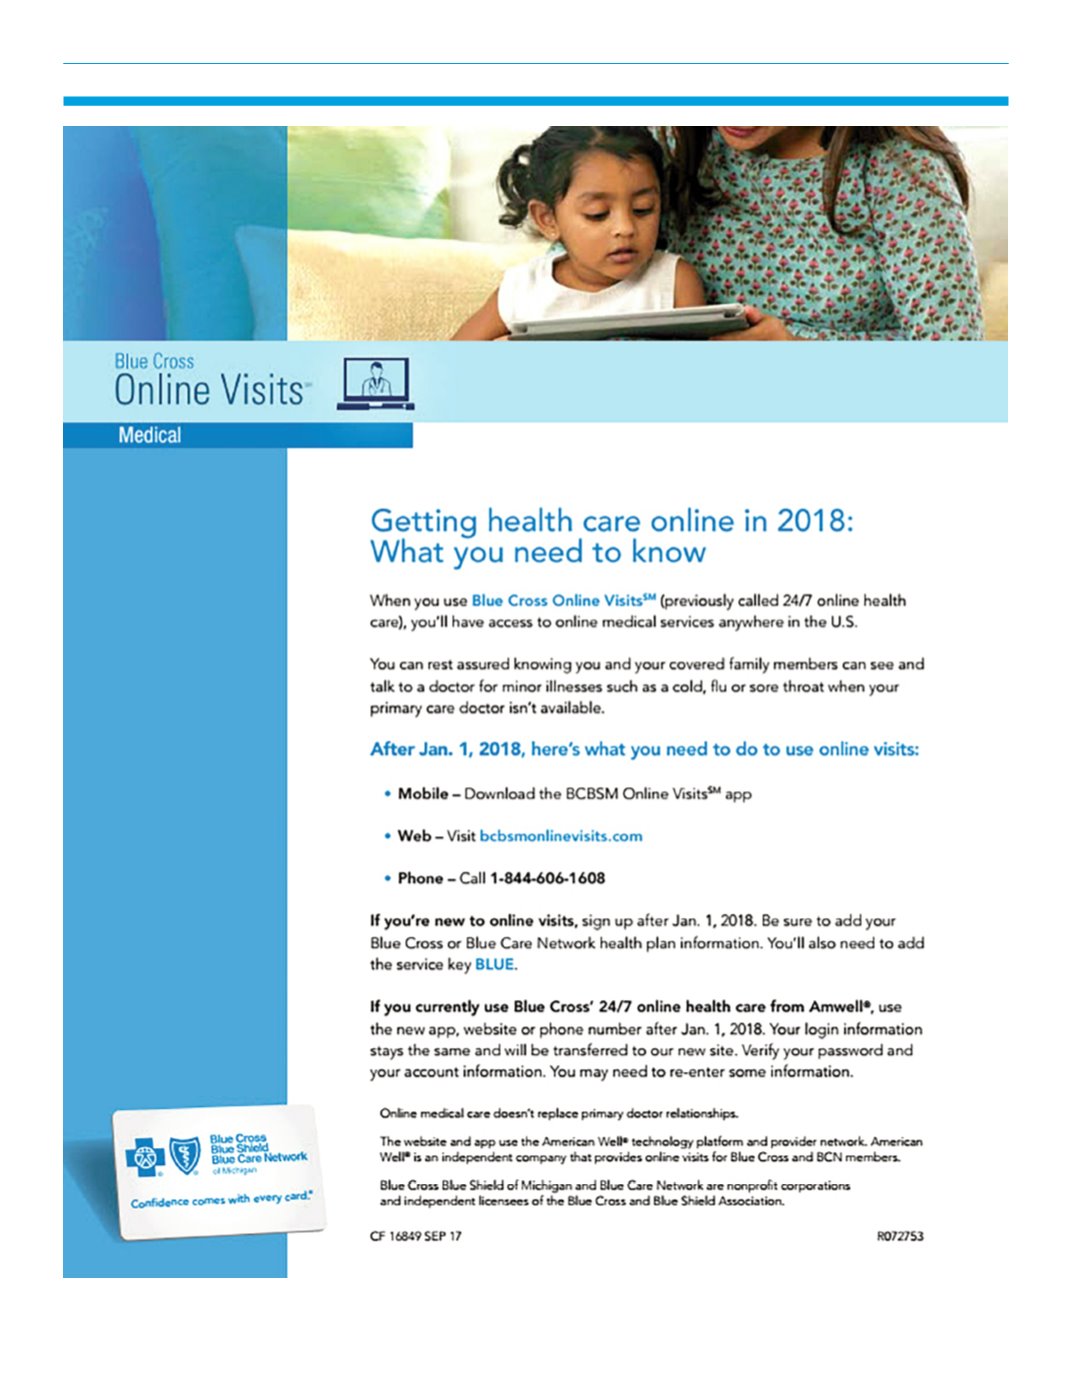 Blue Cross
Online Visits℠
Medical
Getting health care online in 2018:
What you need to know
When you use Blue Cross Online Visits℠ (previously called 24/7 online health
care), you'll have access to online medical services anywhere in the U.S.
You can rest assured knowing you and your covered family members can see and
talk to a doctor for minor illnesses such as a cold, flu or sore throat when your
primary care doctor isn't available.
After Jan. 1, 2018, here's what you need to do to use online visits:
• Mobile – Download the BCBSM Online Visits℠ app
• Web – Visit bcbsmonlinevisits.com
• Phone – Call 1-844-606-1608
If you're new to online visits, sign up after Jan. 1, 2018. Be sure to add your
Blue Cross or Blue Care Network health plan information. You'll also need to add
the service key BLUE.
If you currently use Blue Cross' 24/7 online health care from Amwell®, use
the new app, website or phone number after Jan. 1, 2018. Your login information
stays the same and will be transferred to our new site. Verify your password and
your account information. You may need to re-enter some information.
Online medical care doesn't replace primary doctor relationships.
The website and app use the American Well® technology platform and provider network. American
Well® is an independent company that provides online visits for Blue Cross and BCN members.
Blue Cross Blue Shield of Michigan and Blue Care Network are nonprofit corporations
and independent licensees of the Blue Cross and Blue Shield Association.
CF 16849 SEP 17 R072753
Blue Cross
Blue Shield
Blue Care Network
of Michigan
Confidence comes with every card.®